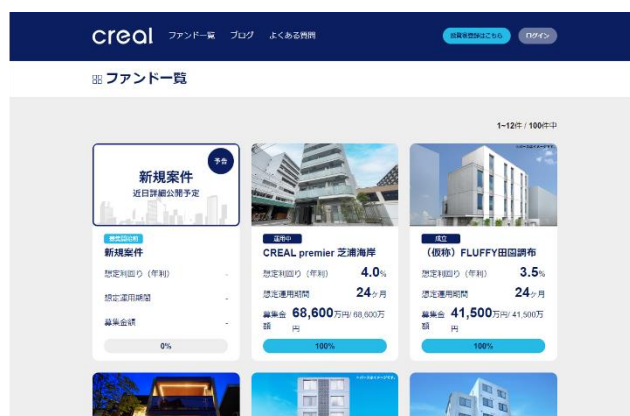 creal ファンド一覧 ブログ よくある質問 投資家登録はこちら ログイン
ファンド一覧
1~12件 / 100件中
予告
新規案件
近日詳細公開予定
新規案件
想定利回り（年利） -
想定運用期間 -
募集金額 -
0%
運用中
CREAL premier 芝浦海岸
想定利回り（年利） 4.0%
想定運用期間 24ヶ月
募集金額 68,600万円/ 68,600万円
100%
成立
（仮称）FLUFFY田園調布
想定利回り（年利） 3.5%
想定運用期間 24ヶ月
募集金額 41,500万円/ 41,500万円
100%